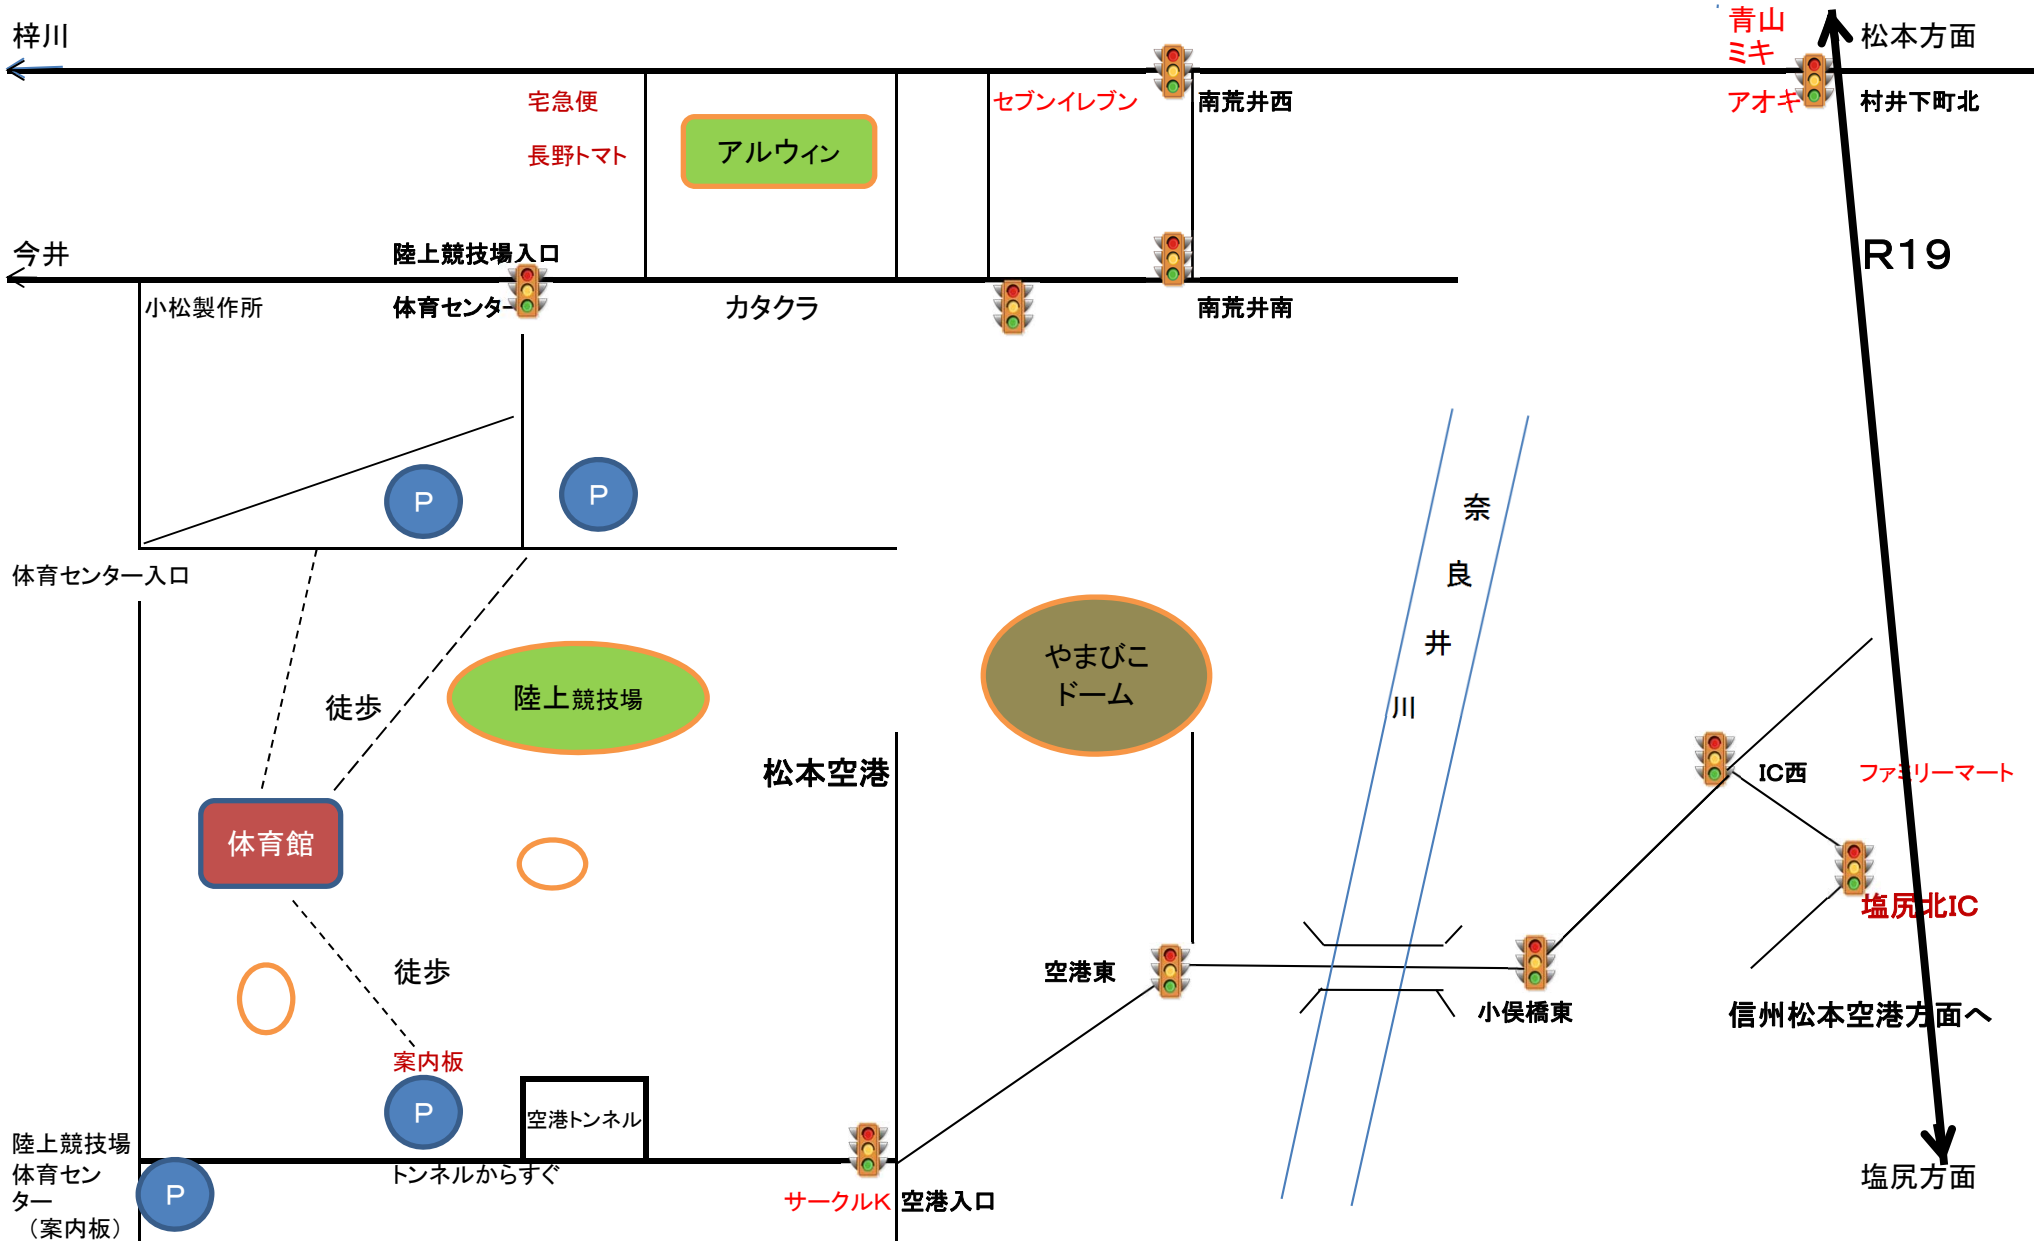 梓川
青山
ミキ
松本方面
宅急便
セブンイレブン
南荒井西
アオキ
村井下町北
長野トマト
アルウィン
今井
陸上競技場入口
R19
小松製作所
体育センター
カタクラ
南荒井南
P
P
奈
良
井
川
体育センター入口
やまびこ
ドーム
陸上競技場
徒歩
松本空港
IC西
ファミリーマート
体育館
塩尻北IC
徒歩
空港東
小俣橋東
信州松本空港方面へ
案内板
P
空港トンネル
陸上競技場
体育セン
ター
（案内板）
P
トンネルからすぐ
サークルK
空港入口
塩尻方面